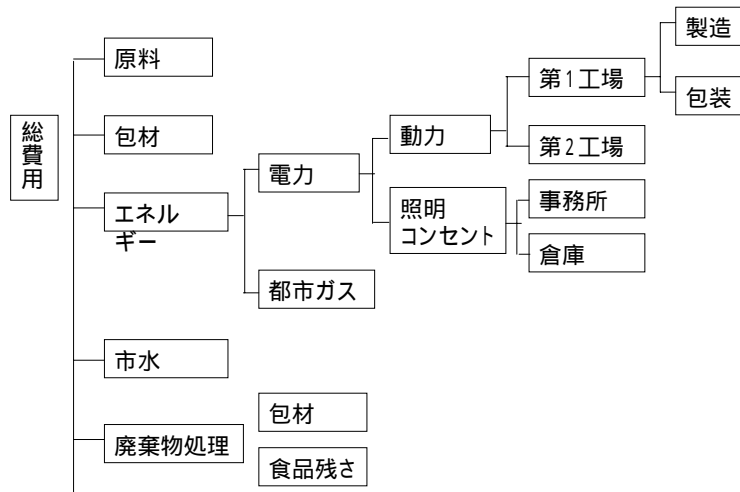 総費用
原料
包材
エネル
ギー
市水
廃棄物処理
電力
都市ガス
包材
食品残さ
動力
照明
コンセント
第1工場
第2工場
事務所
倉庫
製造
包装